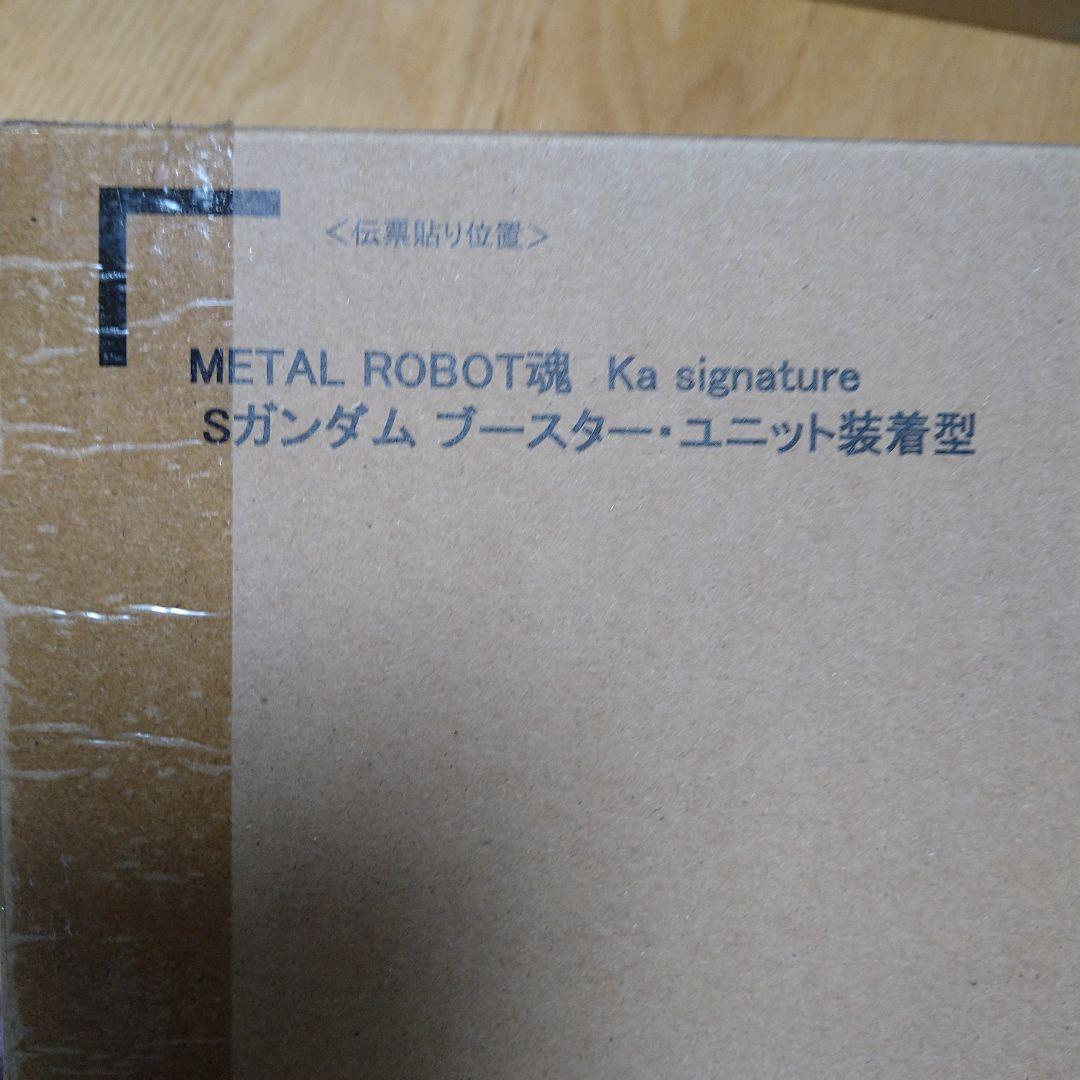 ＜伝票貼り位置＞
METAL ROBOT魂　Ka signature
Sガンダム ブースター・ユニット装着型